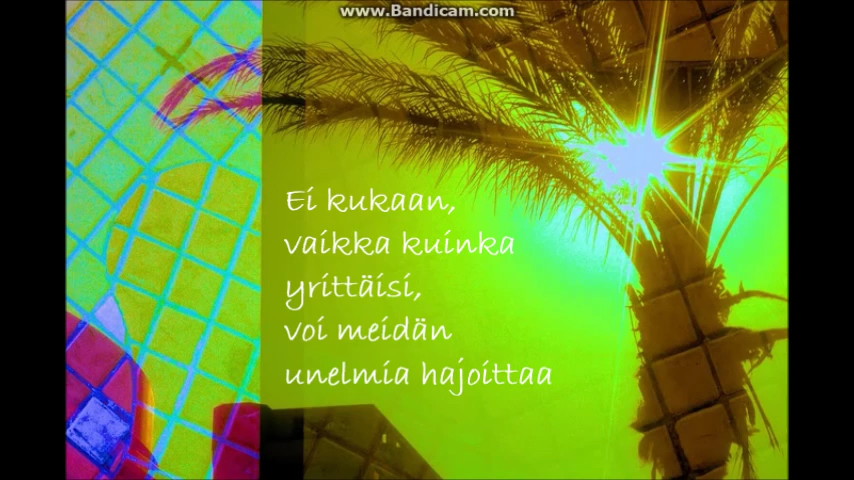 www.Bandicam.com
Ei kukaan,
vaikka kuinka
yrittäisi,
voi meidän
unelmia hajoittaa